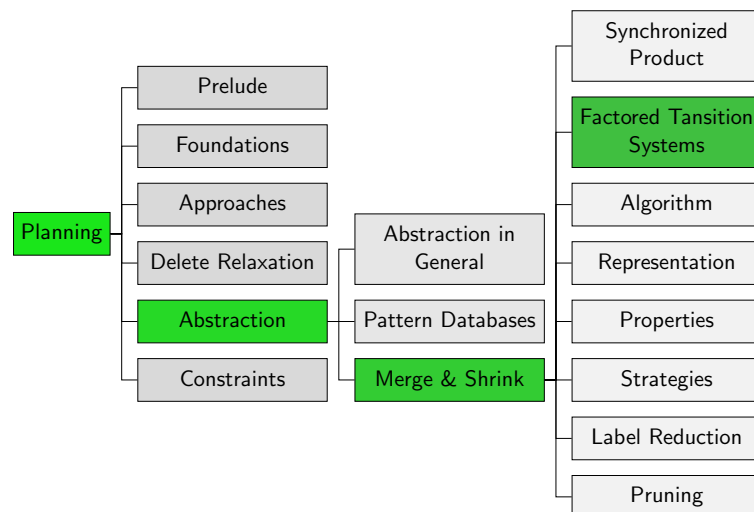 Planning
Prelude
Foundations
Approaches
Delete Relaxation
Abstraction
Constraints
Abstraction in
General
Pattern Databases
Merge & Shrink
Synchronized
Product
Factored Tansition
Systems
Algorithm
Representation
Properties
Strategies
Label Reduction
Pruning